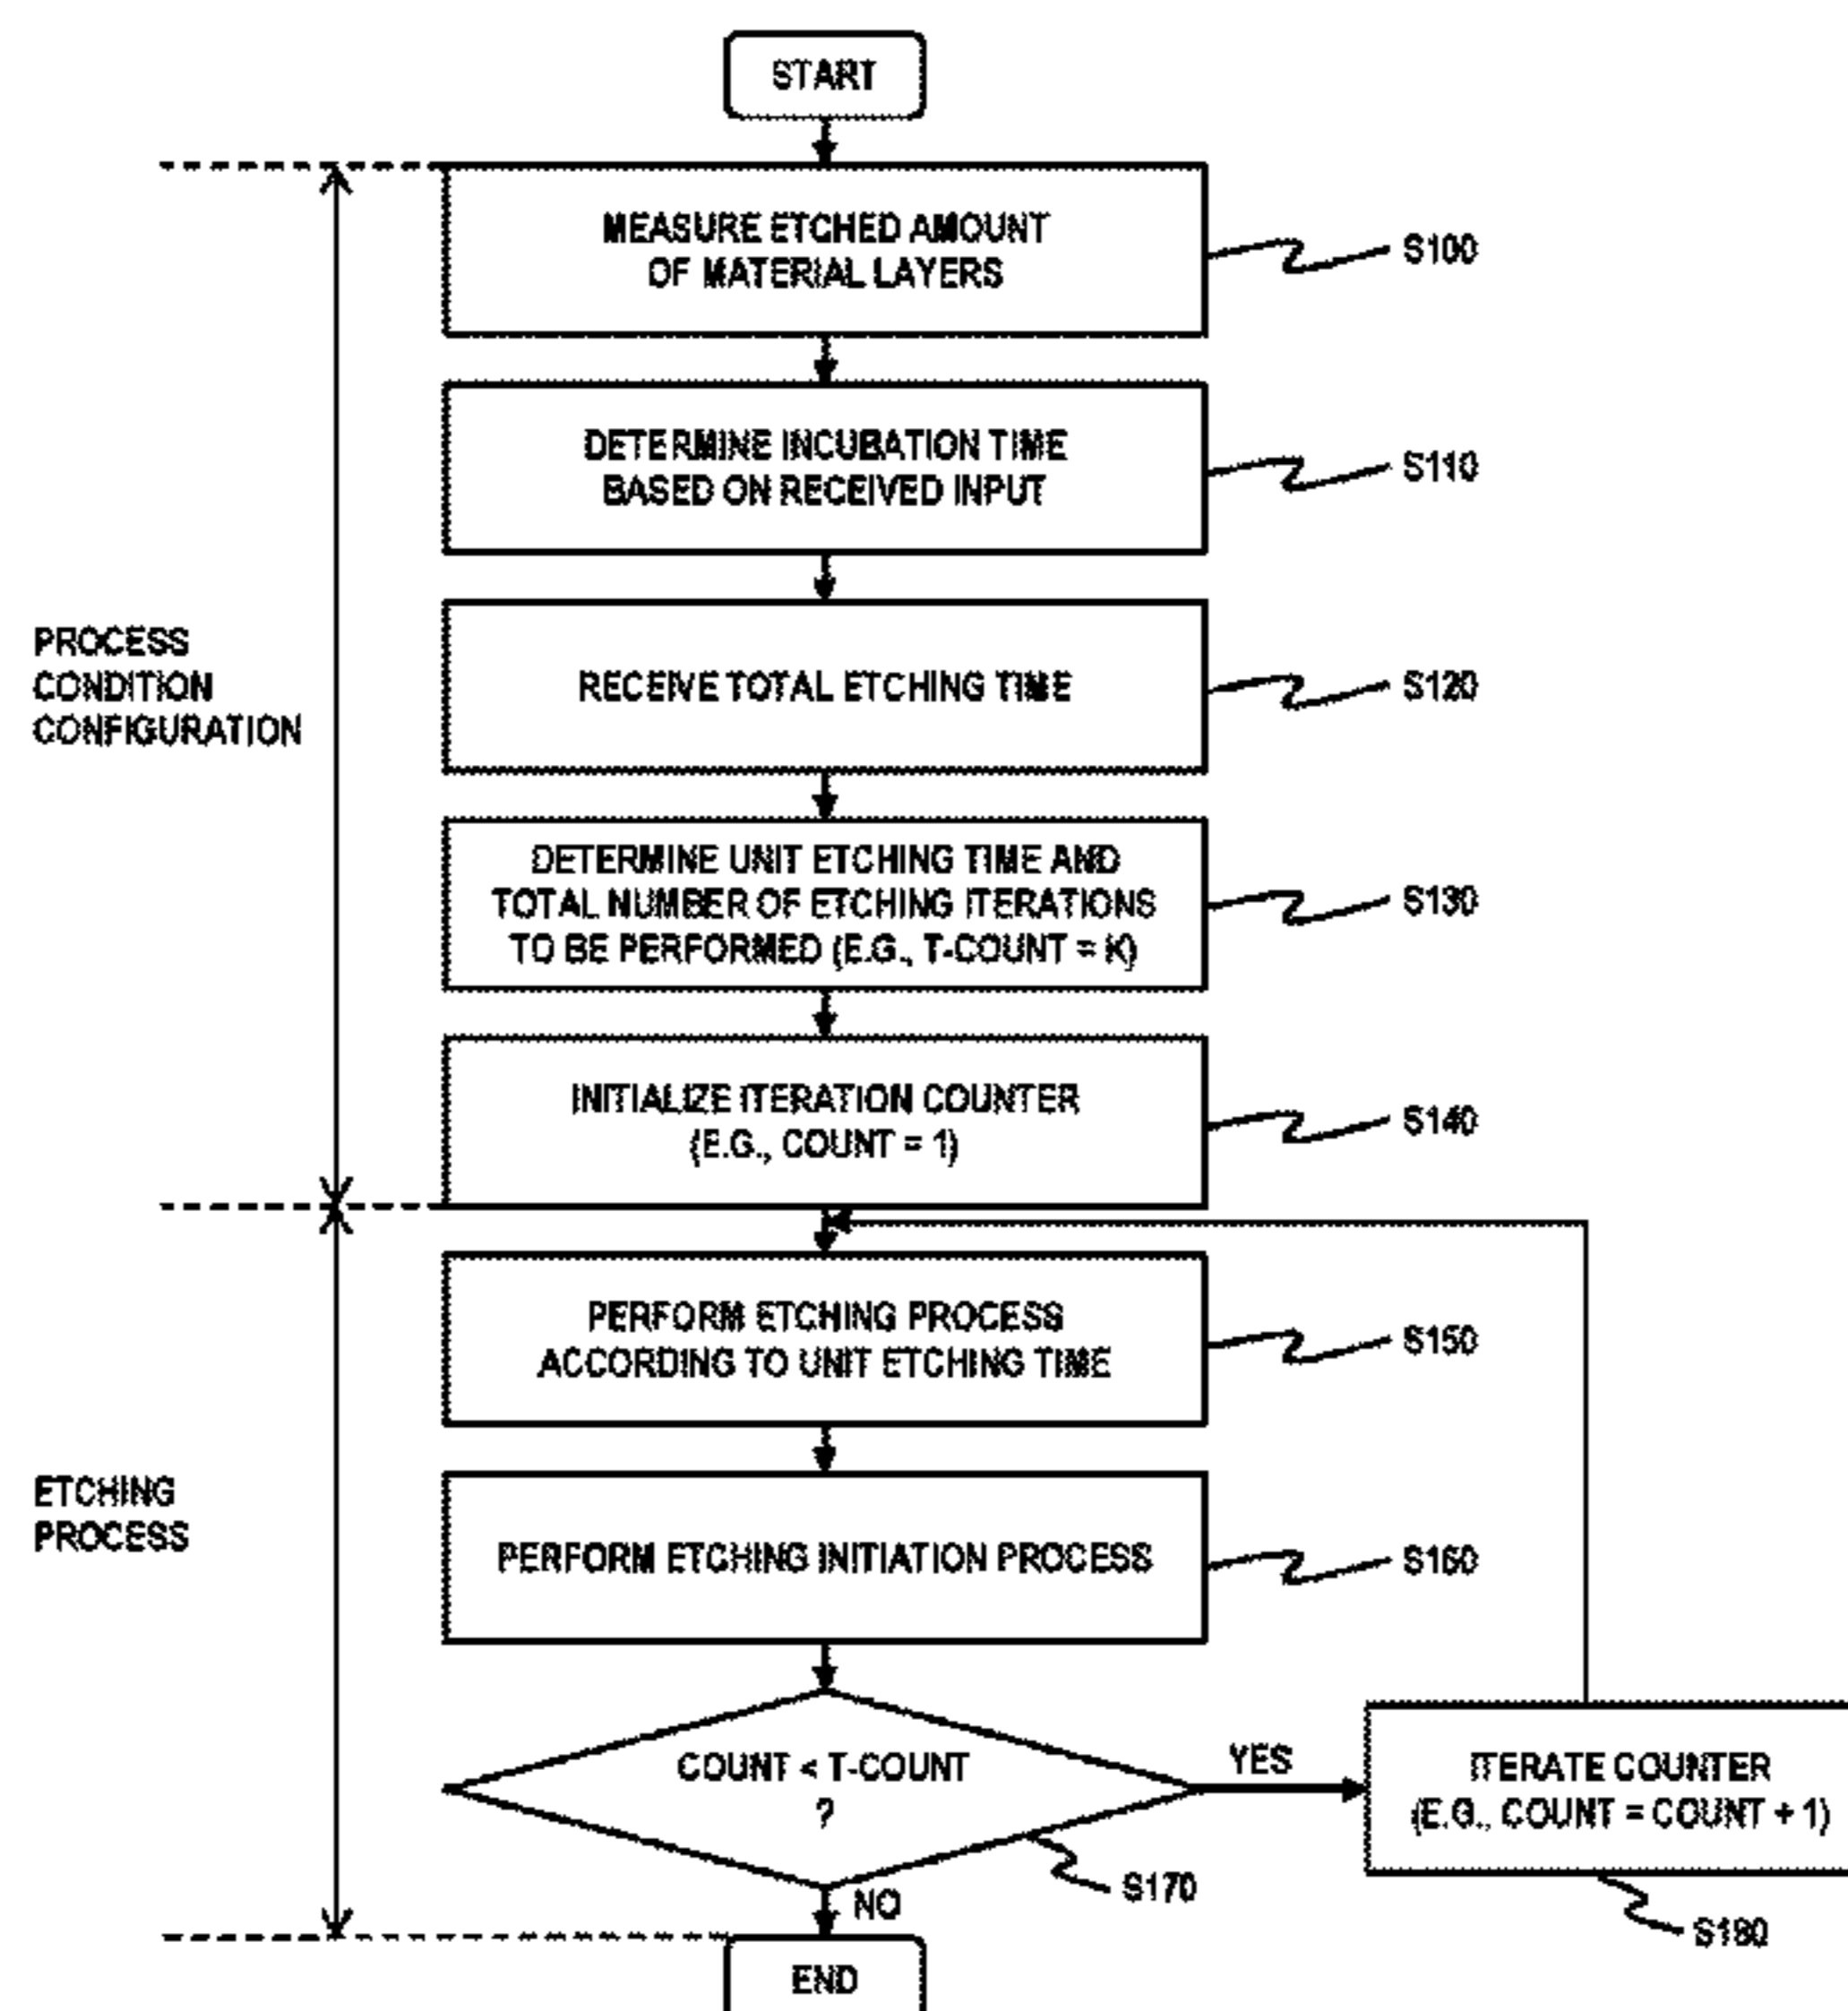 START
MEASURE ETCHED AMOUNT
OF MATERIAL LAYERS
S100
DETERMINE INCUBATION TIME
BASED ON RECEIVED INPUT
S110
PROCESS
CONDITION
CONFIGURATION
RECEIVE TOTAL ETCHING TIME
S120
DETERMINE UNIT ETCHING TIME AND
TOTAL NUMBER OF ETCHING ITERATIONS
TO BE PERFORMED (E.G., T-COUNT = K)
S130
INITIALIZE ITERATION COUNTER
(E.G., COUNT = 1)
S140
PERFORM ETCHING PROCESS
ACCORDING TO UNIT ETCHING TIME
S150
ETCHING
PROCESS
PERFORM ETCHING INITIATION PROCESS
S160
COUNT < T-COUNT
?
YES
ITERATE COUNTER
(E.G., COUNT = COUNT + 1)
S170
NO
S180
END